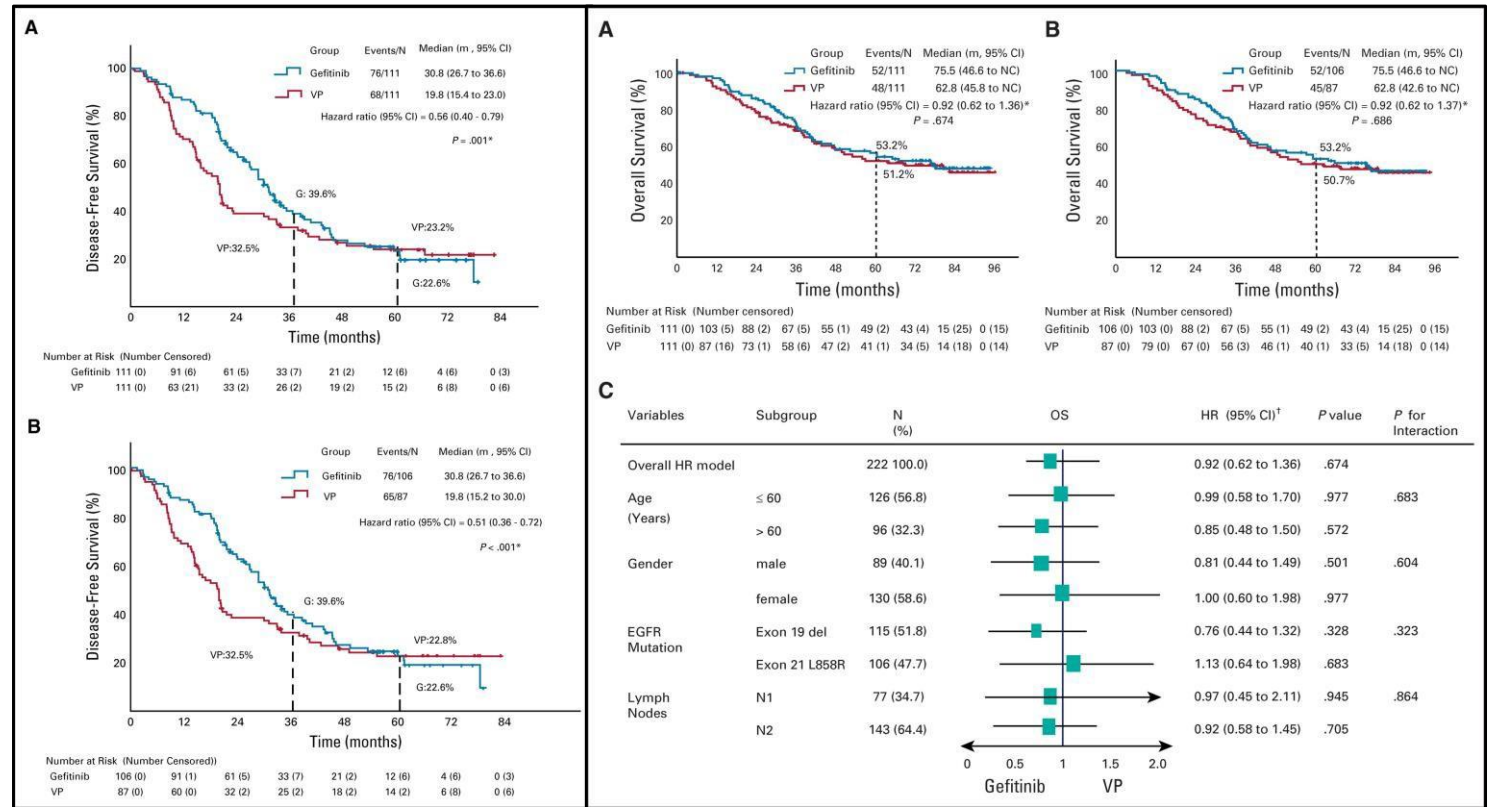 A
Group Events/N Median (m , 95% CI)
Gefitinib 76/111 30.8 (26.7 to 36.6)
VP 68/111 19.8 (15.4 to 23.0)
Hazard ratio (95% CI) = 0.56 (0.40 - 0.79)
P = .001*
Disease-Free Survival (%)
100
80
60
40
20
G: 39.6%
VP:32.5%
VP:23.2%
G:22.6%
0 12 24 36 48 60 72 84
Time (months)
Number at Risk (Number Censored)
Gefitinib 111 (0) 91 (6) 61 (5) 33 (7) 21 (2) 12 (6) 4 (6) 0 (3)
VP 111 (0) 63 (21) 33 (2) 26 (2) 19 (2) 15 (2) 6 (8) 0 (6)
B
Group Events/N Median (m , 95% CI)
Gefitinib 76/106 30.8 (26.7 to 36.6)
VP 65/87 19.8 (15.2 to 30.0)
Hazard ratio (95% CI) = 0.51 (0.36 - 0.72)
P < .001*
Disease-Free Survival (%)
100
80
60
40
20
G: 39.6%
VP:32.5%
VP:22.8%
G:22.6%
0 12 24 36 48 60 72 84
Time (months)
Number at Risk (Number Censored))
Gefitinib 106 (0) 91 (1) 61 (5) 33 (7) 21 (2) 12 (6) 4 (6) 0 (3)
VP 87 (0) 60 (0) 32 (2) 25 (2) 18 (2) 14 (2) 6 (8) 0 (6)
A
Group Events/N Median (m, 95% CI)
Gefitinib 52/111 75.5 (46.6 to NC)
VP 48/111 62.8 (45.8 to NC)
Hazard ratio (95% CI) = 0.92 (0.62 to 1.36)*
P = .674
Overall Survival (%)
100
80
60
40
20
53.2%
51.2%
0 12 24 36 48 60 72 84 96
Time (months)
Number at Risk (Number censored)
Gefitinib 111 (0) 103 (5) 88 (2) 67 (5) 55 (1) 49 (2) 43 (4) 15 (25) 0 (15)
VP 111 (0) 87 (16) 73 (1) 58 (6) 47 (2) 41 (1) 34 (5) 14 (18) 0 (14)
B
Group Events/N Median (m, 95% CI)
Gefitinib 52/106 75.5 (46.6 to NC)
VP 45/87 62.8 (42.6 to NC)
Hazard ratio (95% CI) = 0.92 (0.62 to 1.37)*
P = .686
Overall Survival (%)
100
80
60
40
20
53.2%
50.7%
0 12 24 36 48 60 72 84 96
Time (months)
Number at Risk (Number censored)
Gefitinib 106 (0) 103 (0) 88 (2) 67 (5) 55 (1) 49 (2) 43 (4) 15 (25) 0 (15)
VP 87 (0) 79 (0) 67 (0) 56 (3) 46 (1) 40 (1) 33 (5) 14 (18) 0 (14)
C
Variables Subgroup N (%) OS HR (95% CI)† P value P for Interaction
Overall HR model 222 100.0) 0.92 (0.62 to 1.36) .674
Age (Years) ≤ 60 126 (56.8) 0.99 (0.58 to 1.70) .977 .683
> 60 96 (32.3) 0.85 (0.48 to 1.50) .572
Gender male 89 (40.1) 0.81 (0.44 to 1.49) .501 .604
female 130 (58.6) 1.00 (0.60 to 1.98) .977
EGFR Mutation Exon 19 del 115 (51.8) 0.76 (0.44 to 1.32) .328 .323
Exon 21 L858R 106 (47.7) 1.13 (0.64 to 1.98) .683
Lymph Nodes N1 77 (34.7) 0.97 (0.45 to 2.11) .945 .864
N2 143 (64.4) 0.92 (0.58 to 1.45) .705
0 0.5 1 1.5 2.0
Gefitinib VP